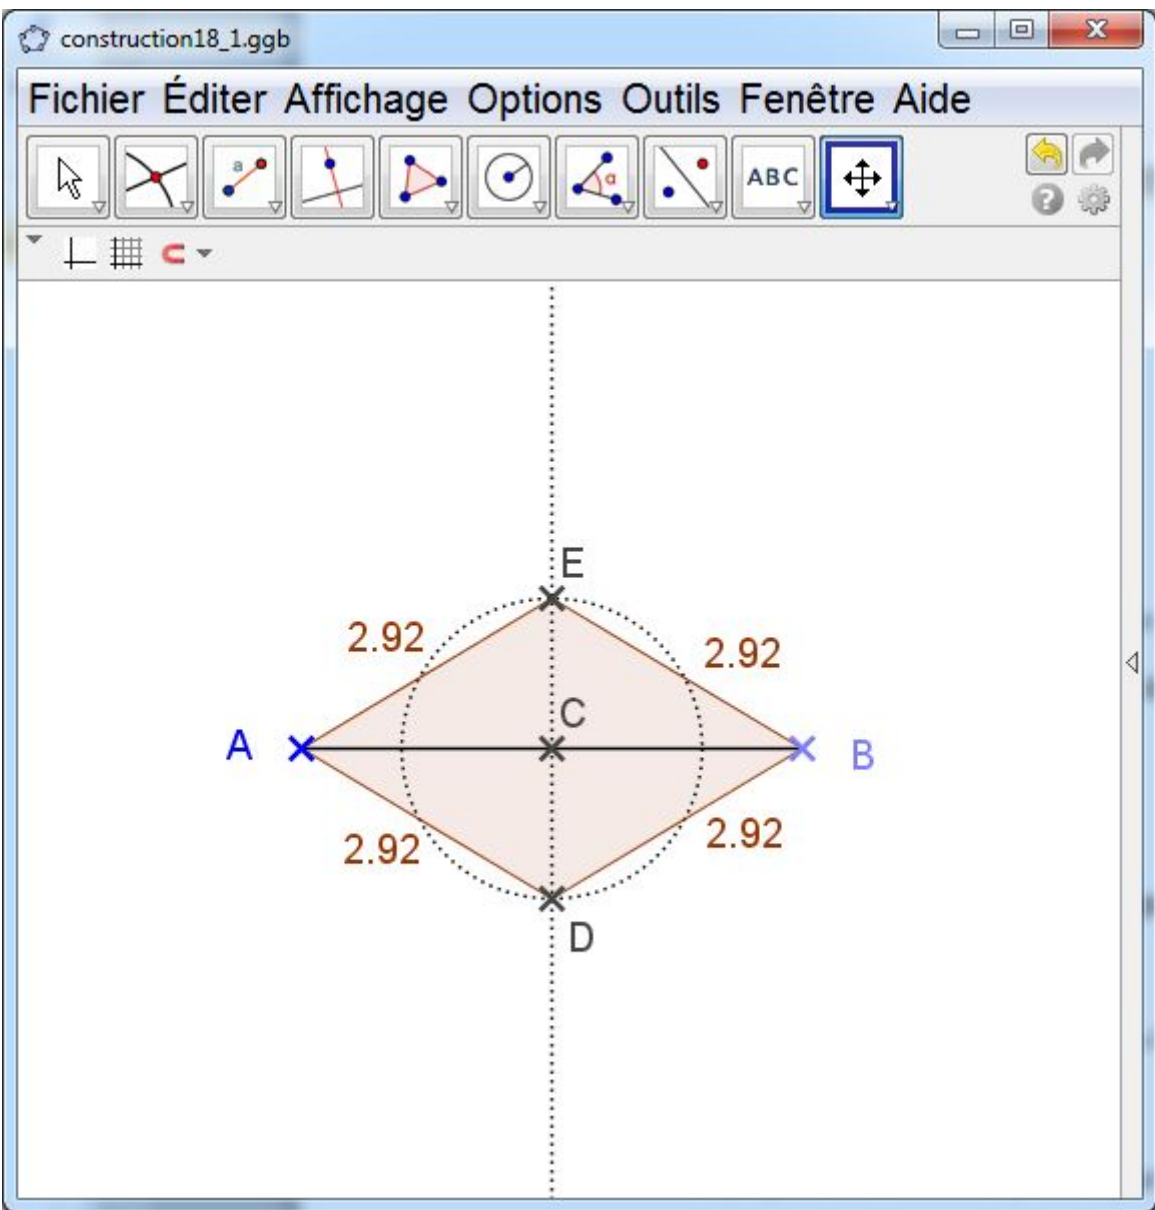 construction18_1.ggb
Fichier Éditer Affichage Options Outils Fenêtre Aide
a
α
ABC
?
E
2.92
2.92
C
A
B
2.92
2.92
D